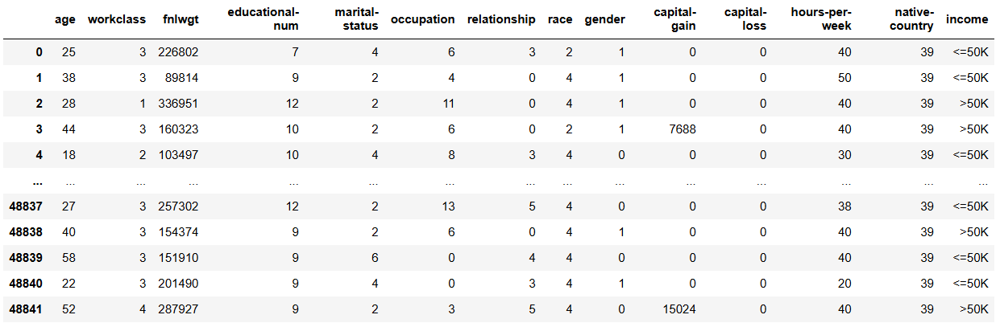 age workclass fnlwgt educational-num marital-status occupation relationship race gender capital-gain capital-loss hours-per-week native-country income
0 25 3 226802 7 4 6 3 2 1 0 0 40 39 <=50K
1 38 3 89814 9 2 4 0 4 1 0 0 50 39 <=50K
2 28 1 336951 12 2 11 0 4 1 0 0 40 39 >50K
3 44 3 160323 10 2 6 0 2 1 7688 0 40 39 >50K
4 18 2 103497 10 4 8 3 4 0 0 0 30 39 <=50K
... ... ... ... ... ... ... ... ... ... ... ... ... ... ...
48837 27 3 257302 12 2 13 5 4 0 0 0 38 39 <=50K
48838 40 3 154374 9 2 6 0 4 1 0 0 40 39 >50K
48839 58 3 151910 9 6 0 4 4 0 0 0 40 39 <=50K
48840 22 3 201490 9 4 0 3 4 1 0 0 20 39 <=50K
48841 52 4 287927 9 2 3 5 4 0 15024 0 40 39 >50K